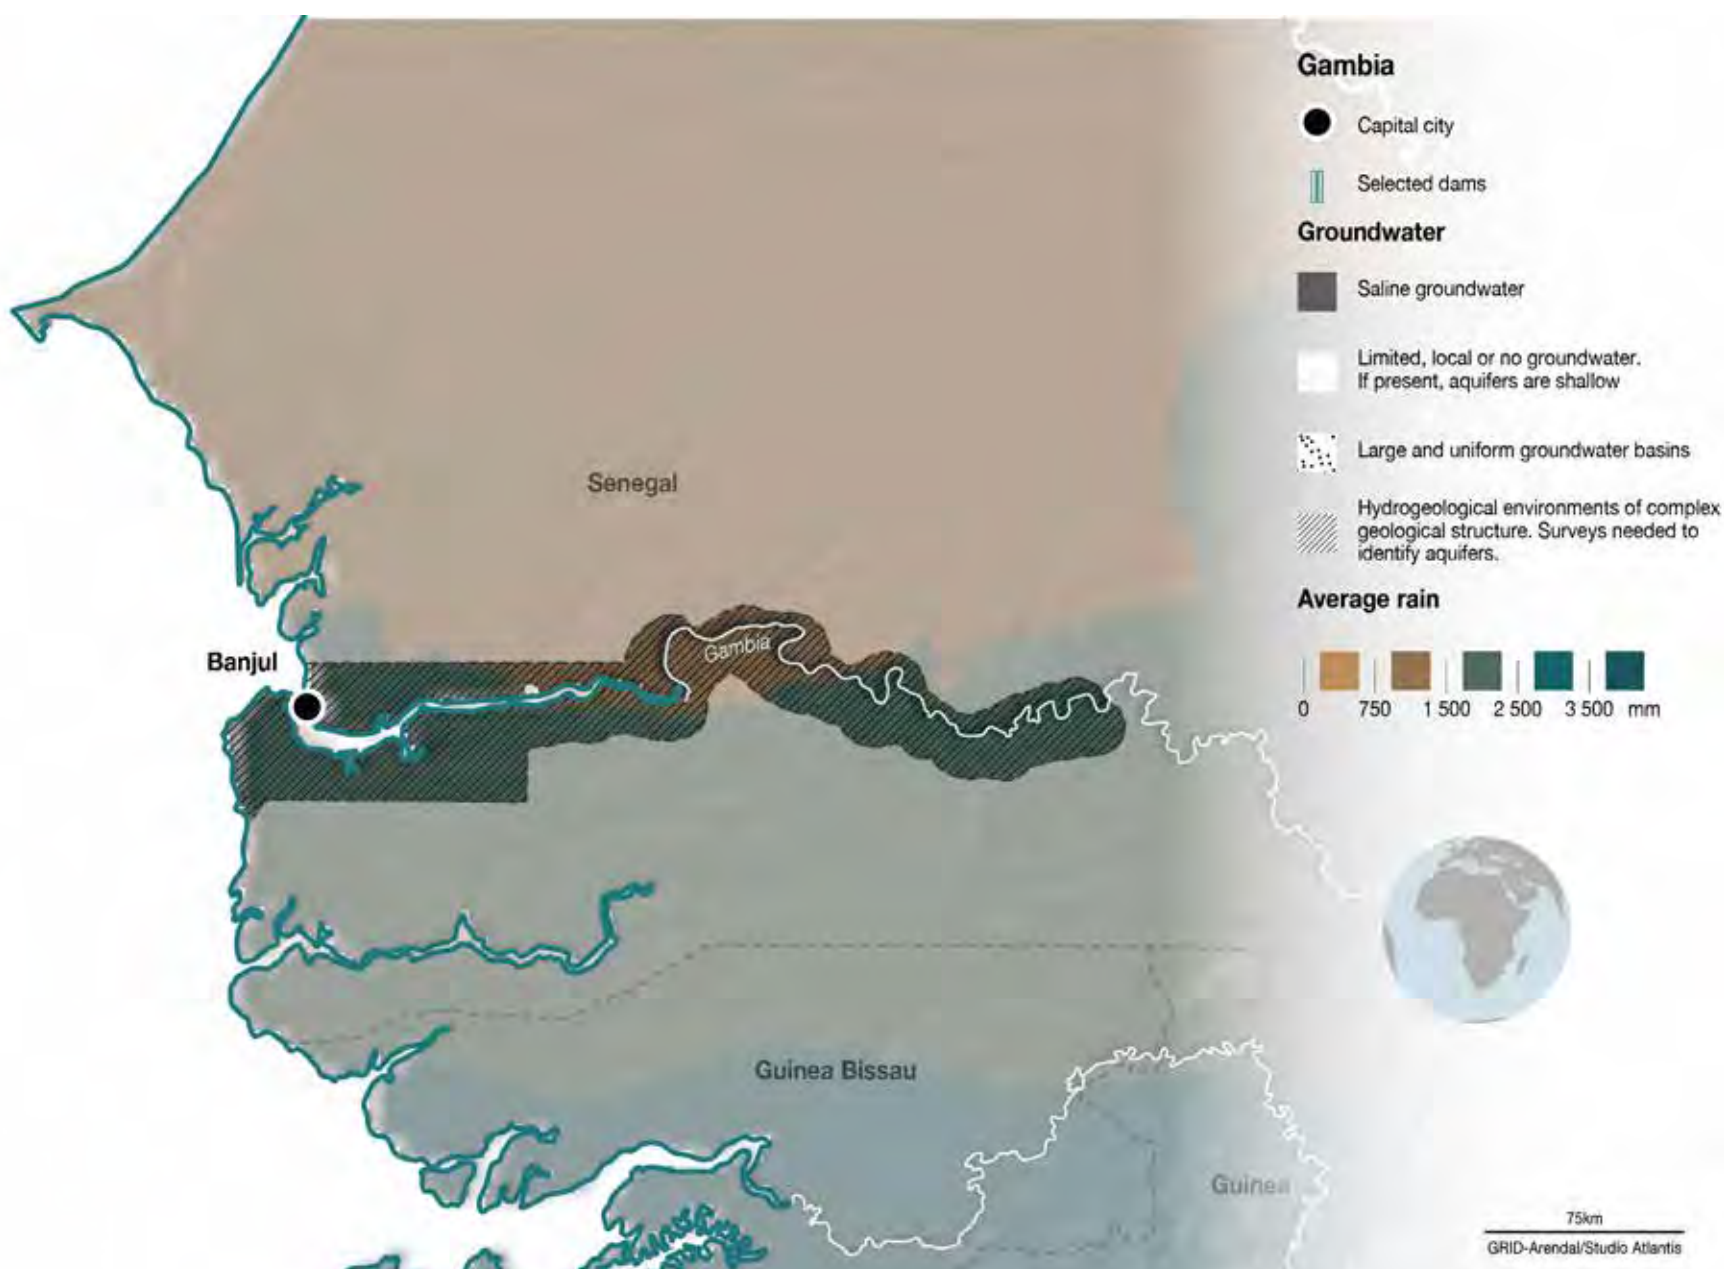 Gambia
Capital city
Selected dams
Groundwater
Saline groundwater
Limited, local or no groundwater.
If present, aquifers are shallow
Large and uniform groundwater basins
Hydrogeological environments of complex
geological structure. Surveys needed to
identify aquifers.
Average rain
0 750 1 500 2 500 3 500 mm
Senegal
Gambia
Banjul
Guinea Bissau
Guinea
75km
GRID-Arendal/Studio Atlantis